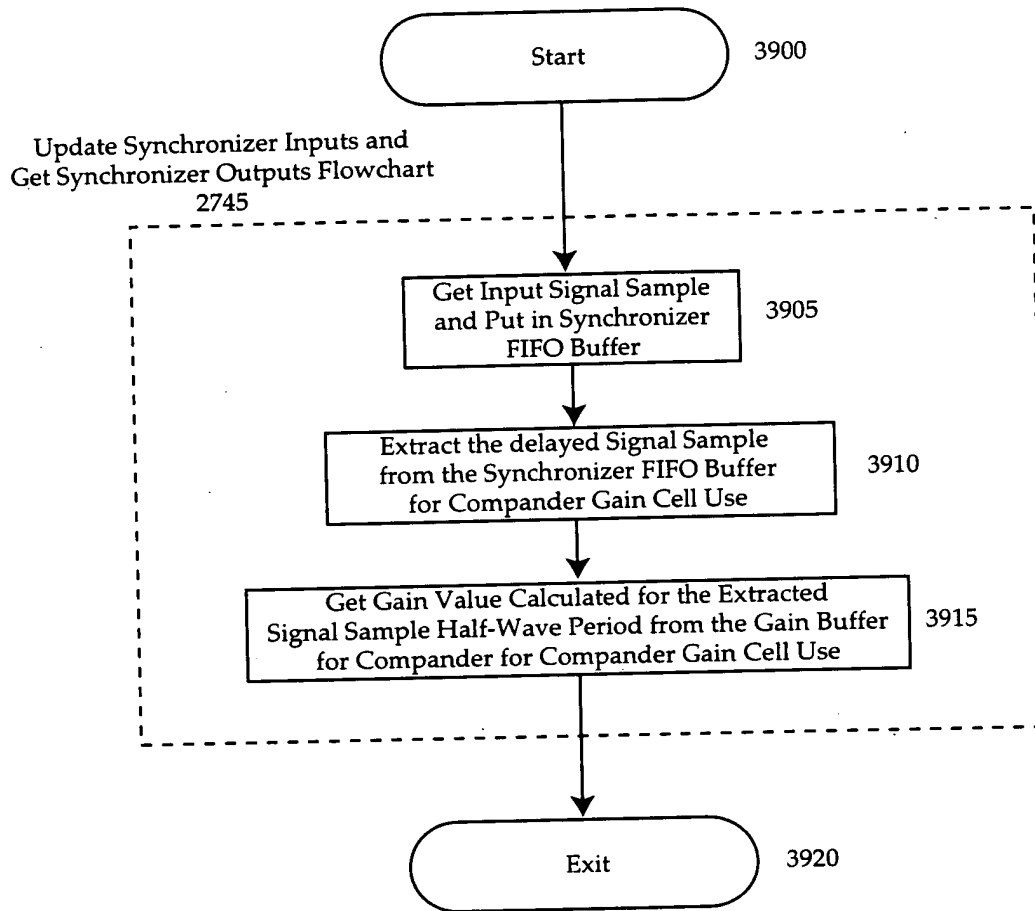 Start
3900
Update Synchronizer Inputs and
Get Synchronizer Outputs Flowchart
2745
Get Input Signal Sample
and Put in Synchronizer
FIFO Buffer
3905
Extract the delayed Signal Sample
from the Synchronizer FIFO Buffer
for Compander Gain Cell Use
3910
Get Gain Value Calculated for the Extracted
Signal Sample Half-Wave Period from the Gain Buffer
for Compander for Compander Gain Cell Use
3915
Exit
3920